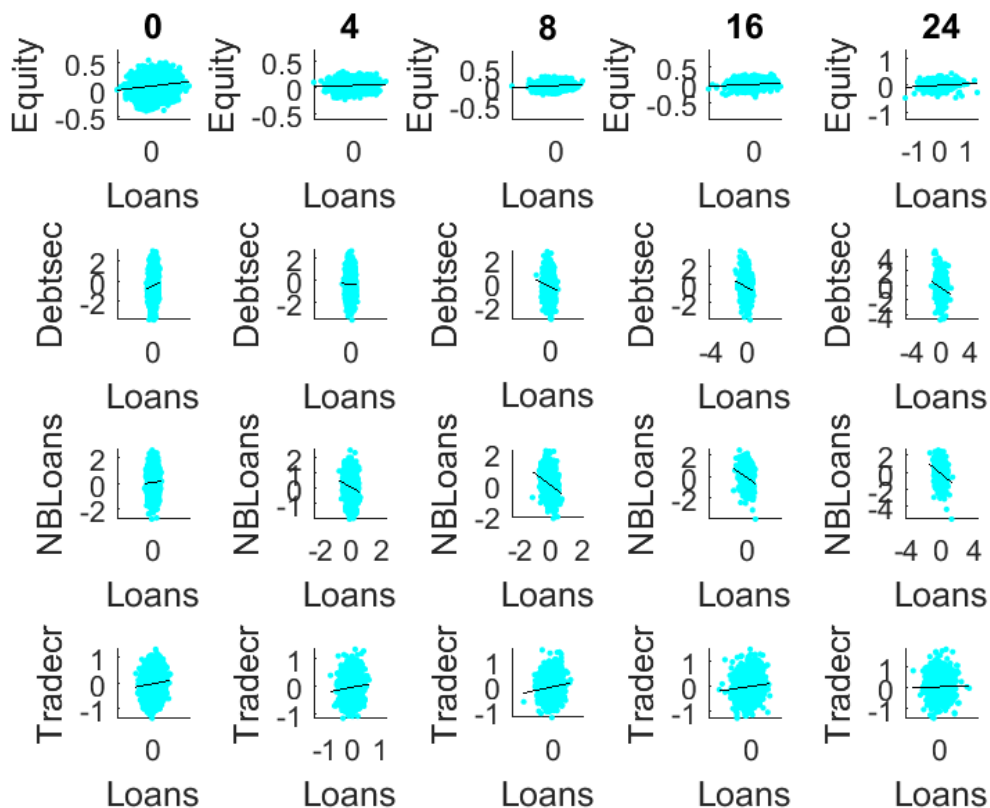 0 4 8 16 24
Equity 0.5 0 -0.5 Equity 0.5 0 -0.5 Equity 0.5 0 -0.5 Equity 0.5 0 -0.5 Equity 1 0 -1
0 0 0 0 -1 0 1
Loans Loans Loans Loans Loans
Debtsec 2 0 -2 Debtsec 2 0 -2 Debtsec 2 0 -2 Debtsec 2 0 -2 Debtsec 4 2 0 -2 -4
0 0 0 -4 0 -4 0 4
Loans Loans Loans Loans Loans
NBLoans 2 0 -2 NBLoans 2 1 0 -1 NBLoans 2 0 -2 NBLoans 2 0 -2 NBLoans 2 0 -2 -4
0 -2 0 2 -2 0 2 0 -4 0 4
Loans Loans Loans Loans Loans
Tradecr 1 0 -1 Tradecr 1 0 -1 Tradecr 1 0 -1 Tradecr 1 0 -1 Tradecr 1 0 -1
0 -1 0 1 0 0 0
Loans Loans Loans Loans Loans